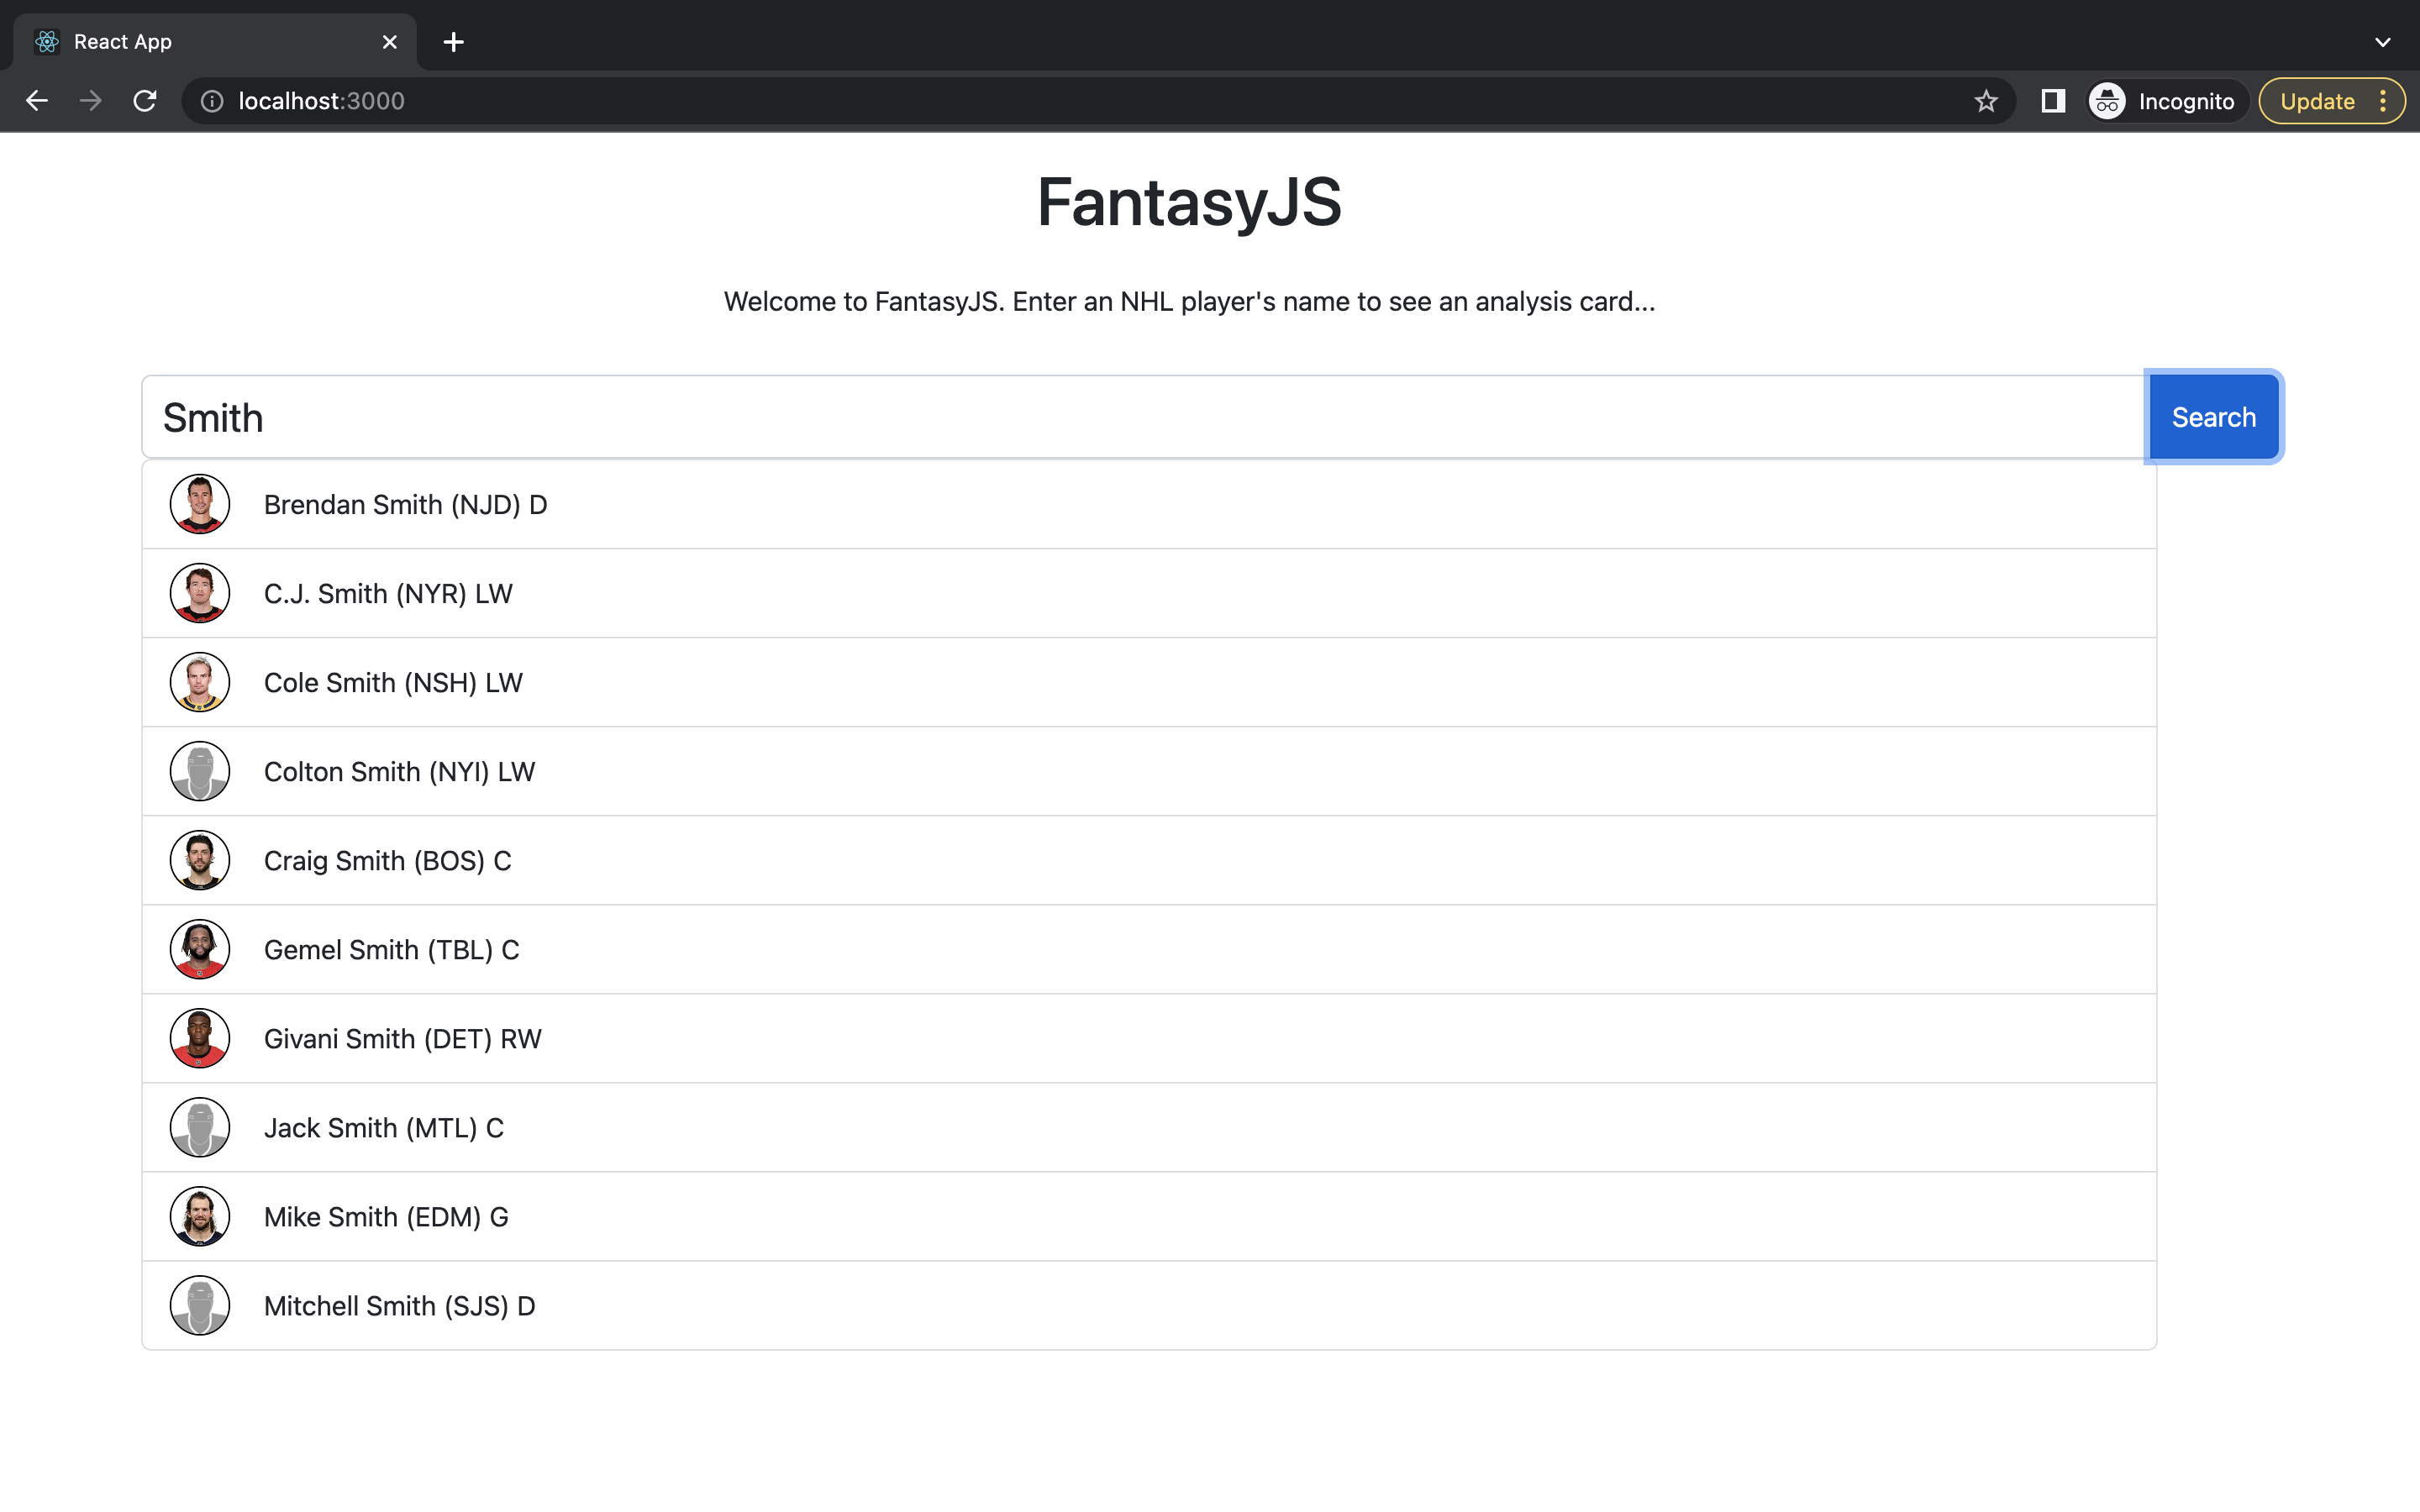 React App
localhost:3000
Incognito
Update
FantasyJS
Welcome to FantasyJS. Enter an NHL player's name to see an analysis card...
Smith
Search
Brendan Smith (NJD) D
C.J. Smith (NYR) LW
Cole Smith (NSH) LW
Colton Smith (NYI) LW
Craig Smith (BOS) C
Gemel Smith (TBL) C
Givani Smith (DET) RW
Jack Smith (MTL) C
Mike Smith (EDM) G
Mitchell Smith (SJS) D